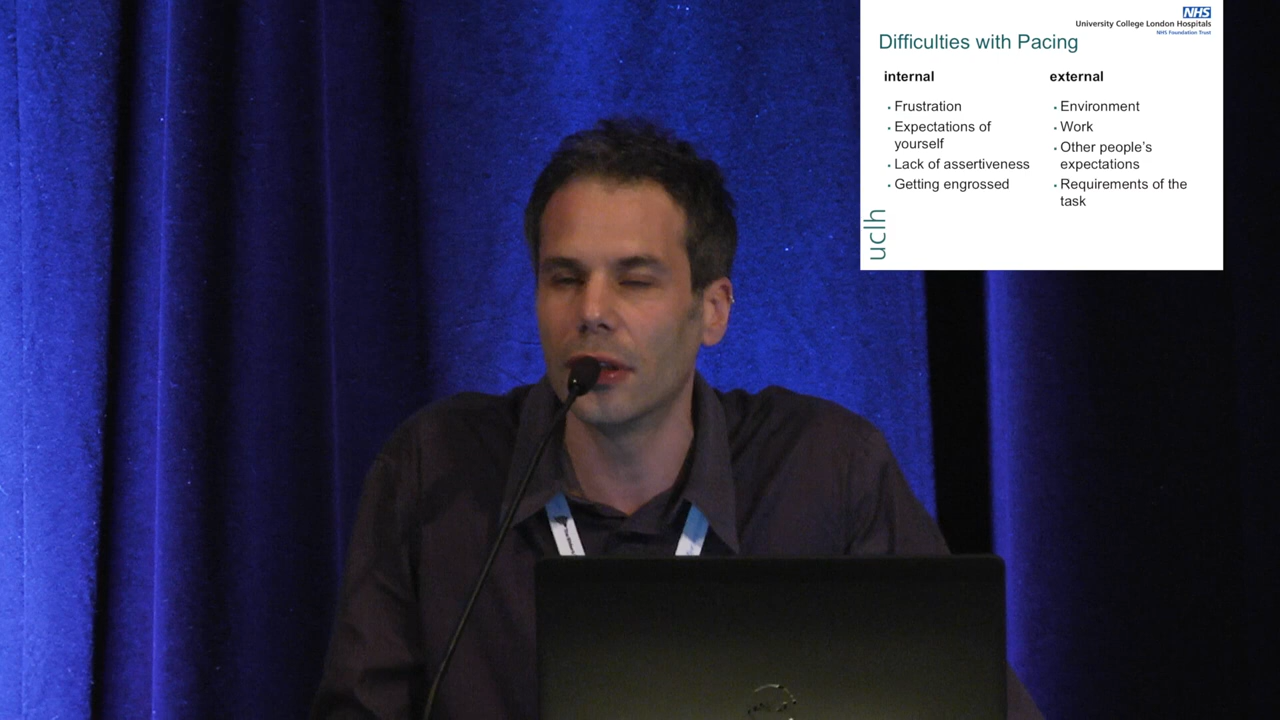 NHS
University College London Hospitals
NHS Foundation Trust
Difficulties with Pacing
internal
• Frustration
• Expectations of
yourself
• Lack of assertiveness
• Getting engrossed
external
• Environment
• Work
• Other people's
expectations
• Requirements of the
task
uclh